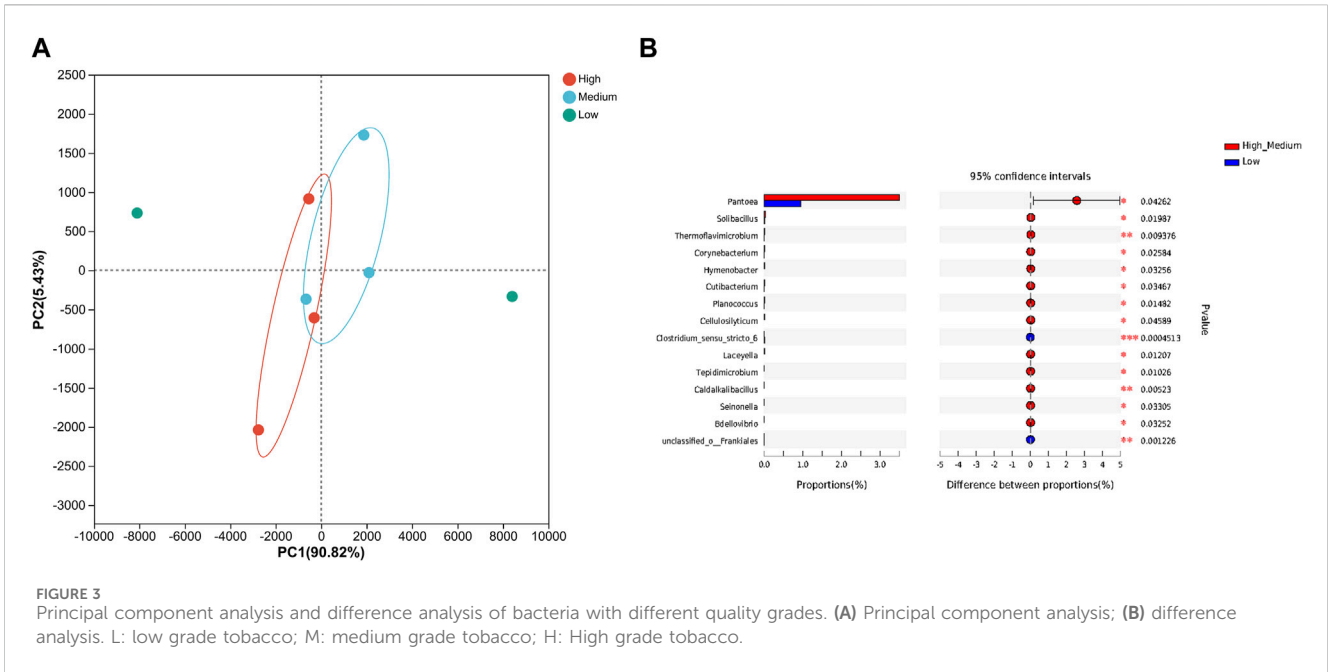 A
2500
2000
1500
1000
500
0
-500
-1000
-1500
-2000
-2500
-3000
PC2(5.43%)
-10000 -8000 -6000 -4000 -2000 0 2000 4000 6000 8000 10000
PC1(90.82%)
High
Medium
Low
B
High_Medium
Low
95% confidence intervals
Pantoea * 0.04262
Solibacillus * 0.01987
Thermoflavimicrobium ** 0.009376
Corynebacterium * 0.02584
Hymenobacter * 0.03256
Cutibacterium * 0.03467
Planococcus * 0.01482
Cellulosilyticum * 0.04589
Clostridium_sensu_stricto_6 *** 0.0004513
Laceyella * 0.01207
Tepidimicrobium * 0.01026
Caldalkalibacillus ** 0.00523
Seinonella * 0.03305
Bdellovibrio * 0.03252
unclassified_o__Frankiales ** 0.001226
Pvalue
0.0 1.0 2.0 3.0 -5 -4 -3 -2 -1 0 1 2 3 4 5
Proportions(%) Difference between proportions(%)
FIGURE 3
Principal component analysis and difference analysis of bacteria with different quality grades. (A) Principal component analysis; (B) difference
analysis. L: low grade tobacco; M: medium grade tobacco; H: High grade tobacco.